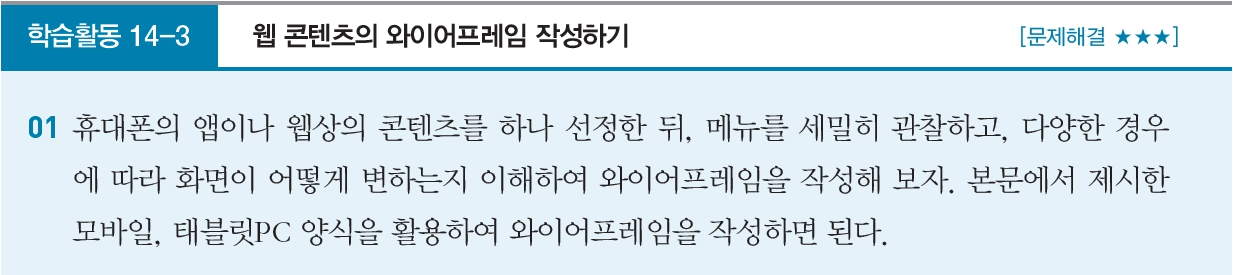 학습활동 14-3 웹 콘텐츠의 와이어프레임 작성하기 [문제해결 ★★★]
01 휴대폰의 앱이나 웹상의 콘텐츠를 하나 선정한 뒤, 메뉴를 세밀히 관찰하고, 다양한 경우
에 따라 화면이 어떻게 변하는지 이해하여 와이어프레임을 작성해 보자. 본문에서 제시한
모바일, 태블릿PC 양식을 활용하여 와이어프레임을 작성하면 된다.